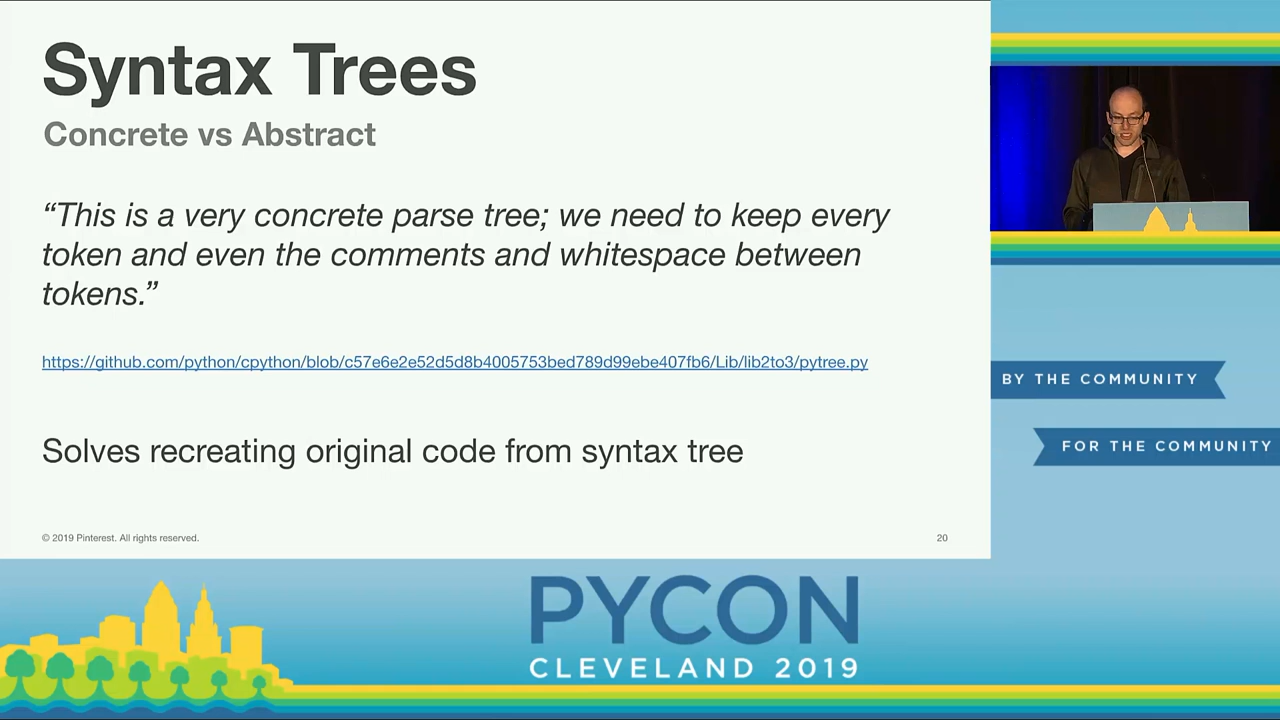 Syntax Trees
Concrete vs Abstract
“This is a very concrete parse tree; we need to keep every
token and even the comments and whitespace between
tokens.”
https://github.com/python/cpython/blob/c57e6e2e52d5d8b4005753bed789d99ebe407fb6/Lib/lib2to3/pytree.py
Solves recreating original code from syntax tree
© 2019 Pinterest. All rights reserved.
20
BY THE COMMUNITY
FOR THE COMMUNITY
PYCON
CLEVELAND 2019